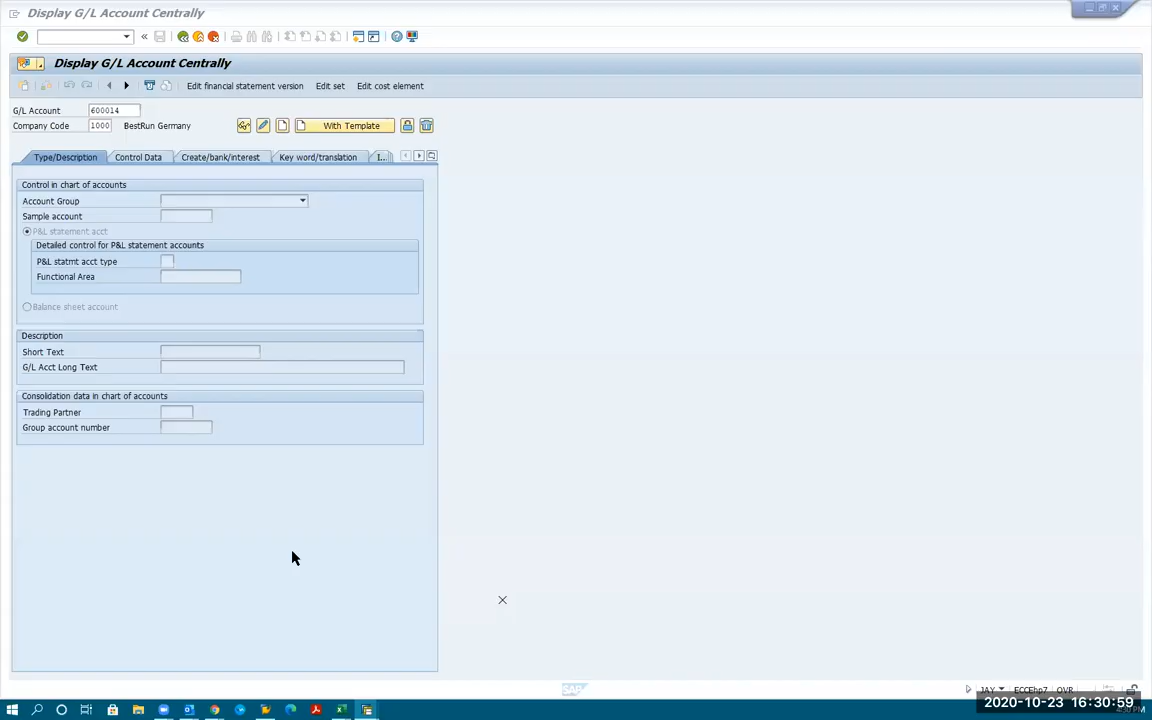 Display G/L Account Centrally
Display G/L Account Centrally
Edit financial statement version Edit set Edit cost element
G/L Account 600014
Company Code 1000 BestRun Germany With Template
Type/Description Control Data Create/bank/interest Key word/translation I...
Control in chart of accounts
Account Group
Sample account
P&L statement acct
Detailed control for P&L statement accounts
P&L statmt acct type
Functional Area
Balance sheet account
Description
Short Text
G/L Acct Long Text
Consolidation data in chart of accounts
Trading Partner
Group account number
SAP
JAY ECCEhp7 OVR
2020-10-23 16:30:59